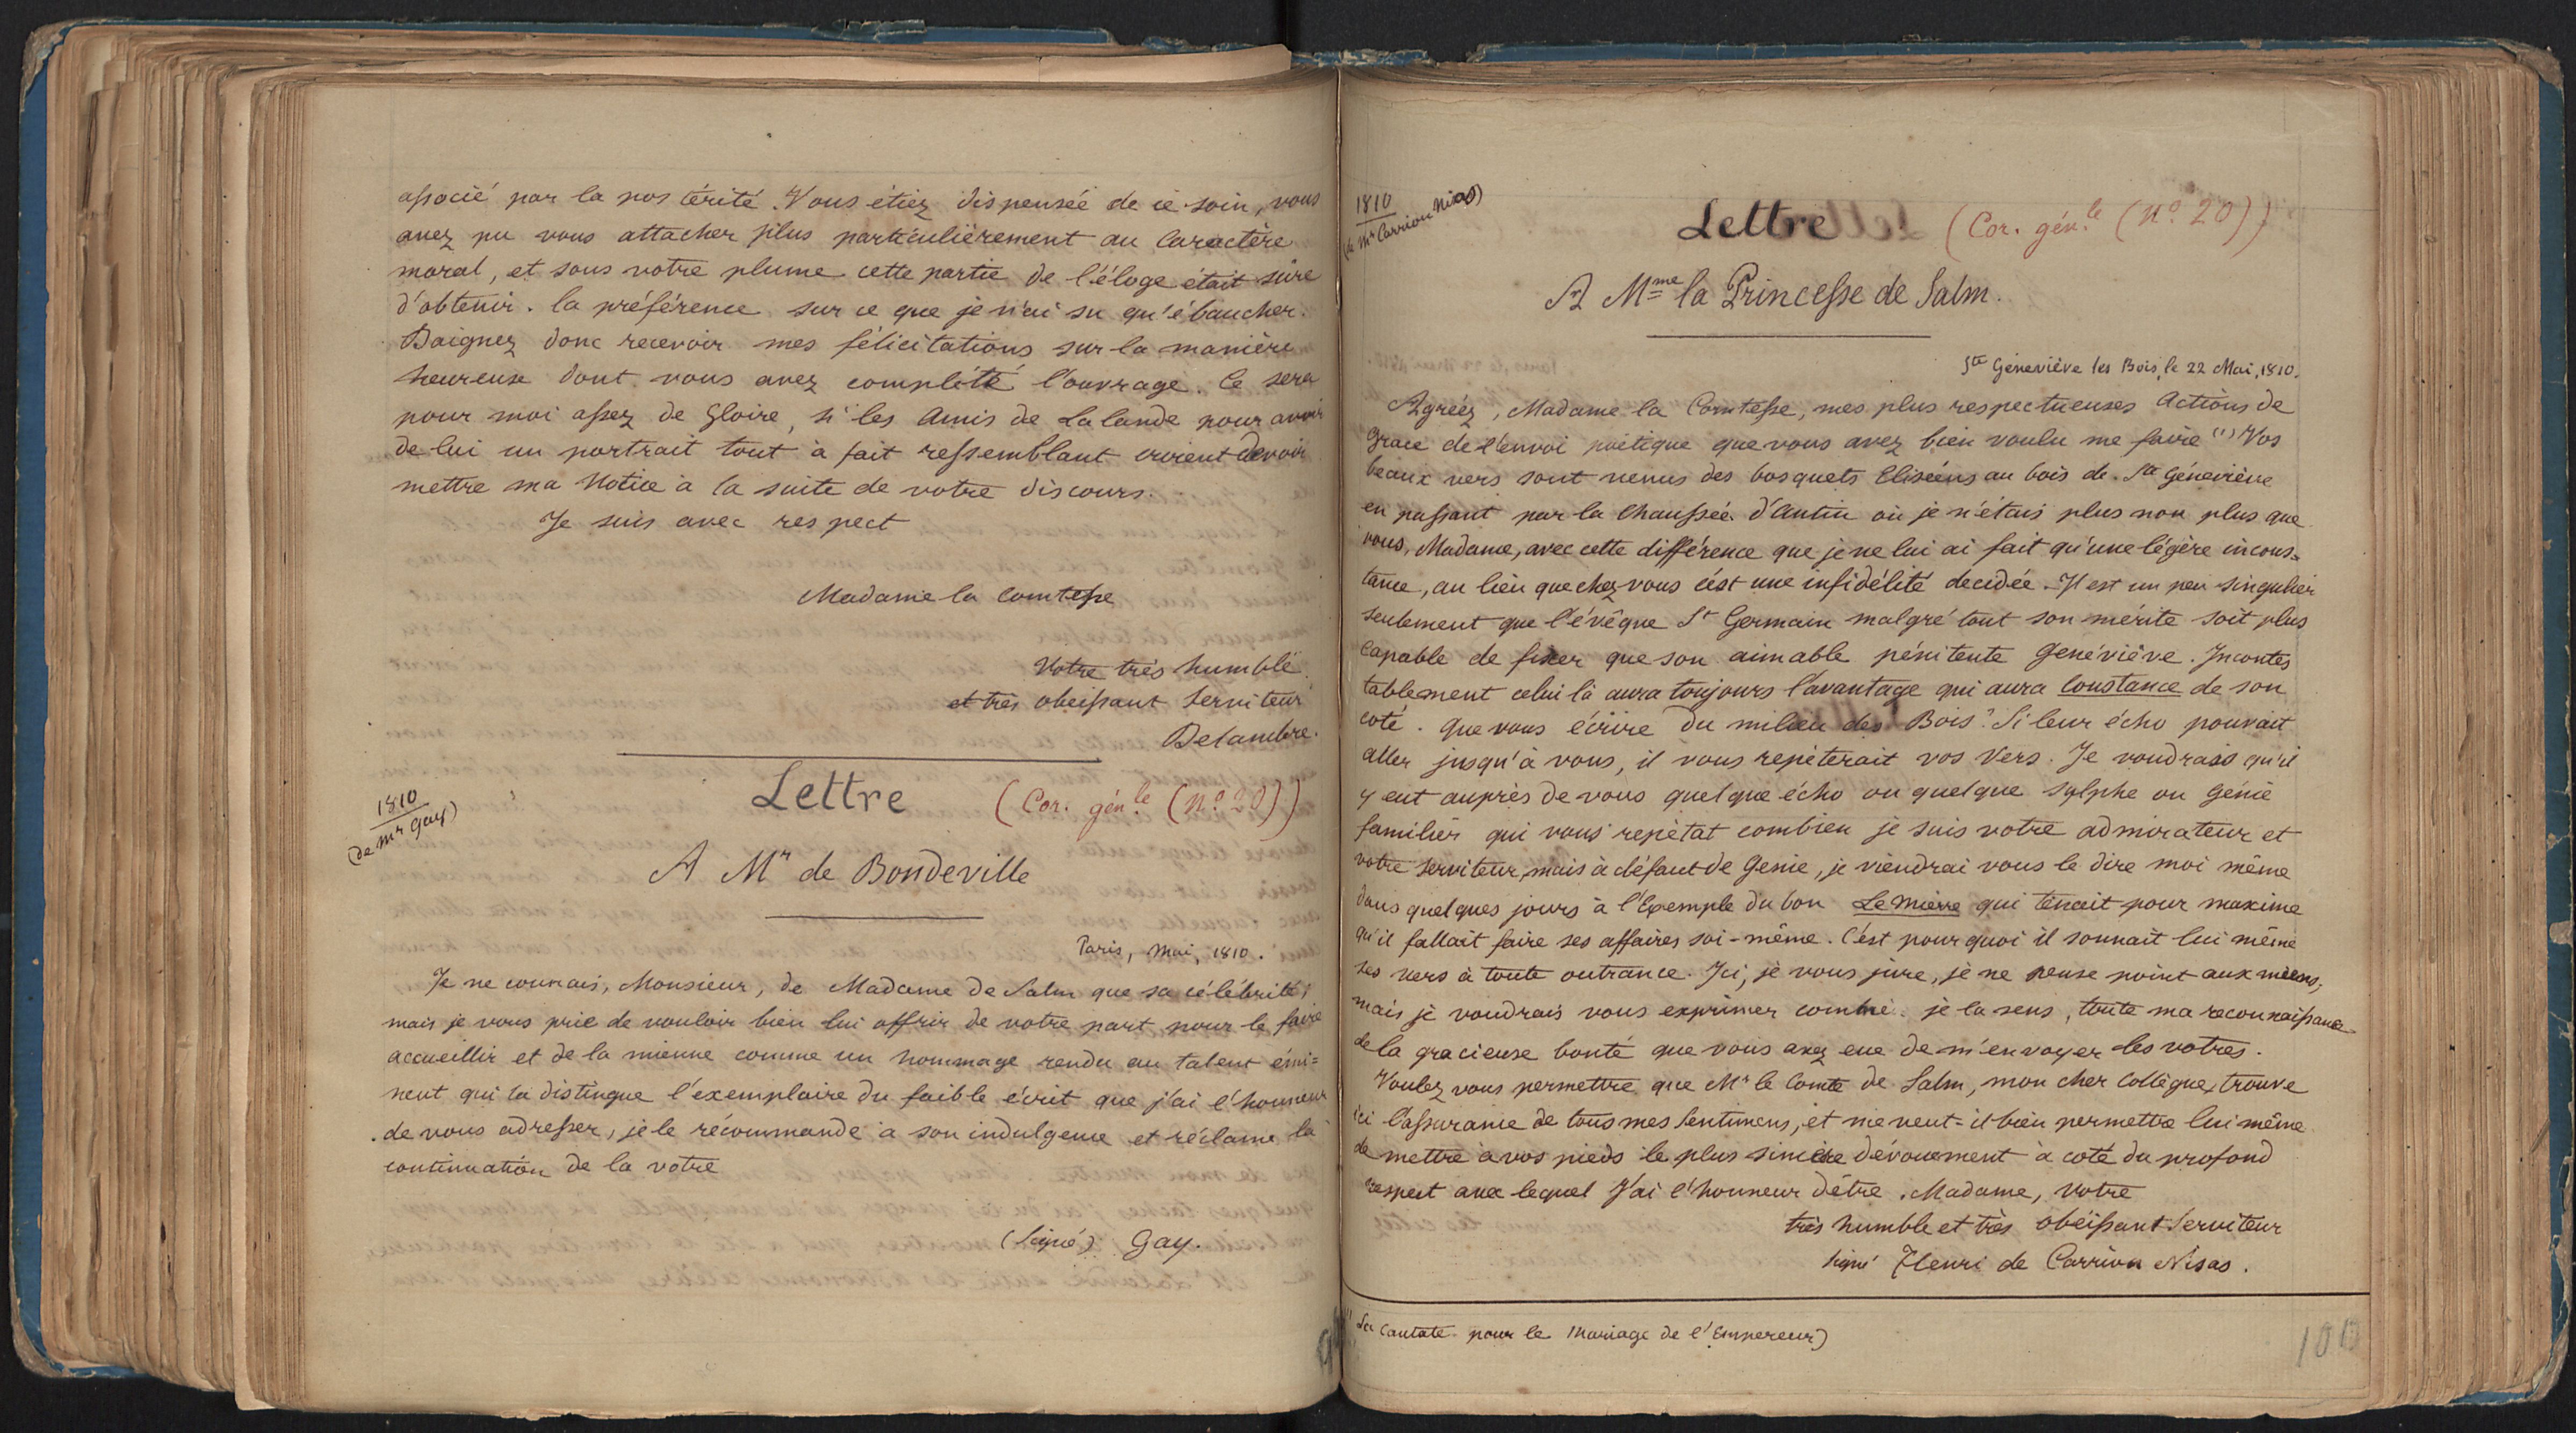 associé par la postérité. Vous étiez dispensée de ce soin, vous
avez pu vous attacher plus particulièrement au Caractère
moral, et sous votre plume cette partie de l'éloge était sûre
d'obtenir. la préférence sur ce que je n'ai su qu'ébaucher.
Daignez donc recevoir mes félicitations sur la manière
heureuse dont vous avez complété l'ouvrage. Ce sera
pour moi assez de Gloire, si les Amis de Lalande pour avoir
de lui un portrait tout à fait ressemblant croient devoir
mettre ma Notice à la suite de votre discours.
Je suis avec respect
Madame la Comtesse
Votre très humble
et très obeissant Serviteur
Delambre.
1810
(de Mr Gay)
Lettre (Cor. génle (No 20))
A Mr de Bondeville
Paris, Mai, 1810.
Je ne connais, Monsieur, de Madame de Salm que sa célébrité,
mais je vous prie de vouloir bien lui offrir de votre part pour le faire
accueillir et de la mienne comme un hommage rendu au talent émi=
nent qui la distingue l'exemplaire du faible écrit que j'ai l'honneur
de vous adresser, je le récommande à son indulgence et réclame la
continuation de la votre
(Signé) Gay.
1810
(de Mr Carrion Nisas)
Lettre (Cor. génle (No 20))
A Mme la Princesse de Salm.
Ste Géneviève les Bois, le 22 Mai, 1810.
Agréez, Madame la Comtesse, mes plus respectueuses Actions de
Grace de l'envoi poëtique que vous avez bien voulu me faire (1) Vos
beaux vers sont venus des bosquets Eliséens au bois de Ste Géneviève
en passant par la Chaussée d'Antin où je n'étais plus non plus que
vous, Madame, avec cette différence que je ne lui ai fait qu'une légère incons=
tance, au lieu que chez vous c'est une infidélité decidée. Il est un peu singulier
seulement que l'évêque St Germain malgré tout son mérite soit plus
Capable de fixer que son aimable pénitente Genéviève. Incontes
tablement celui là aura toujours l'avantage qui aura Constance de son
coté. Que vous écrire du milieu des Bois? Si leur écho pouvait
aller jusqu'à vous, il vous repéterait vos Vers. Je voudrais qu'il
y eut auprès de vous quelque écho ou quelque Sylphe ou Génie
familier qui vous repètat combien je suis votre admirateur et
votre Serviteur, mais à défaut de Genie, je viendrai vous le dire moi même
dans quelques jours à l'Exemple du bon Le Mierre qui tenait pour maxime
qu'il fallait faire ses affaires soi-même. C'est pourquoi il sonnait lui même
ses vers à toute outrance. Ici, je vous jure, je ne pense point aux miens,
mais je voudrais vous exprimer comme je la sens, toute ma reconnaissance
de la gracieuse bonté que vous avez eue de m'envoyer les votres.
Voulez vous permettre que Mr le Comte de Salm, mon cher Collègue, trouve
ici l'assurance de tous mes Sentimens, et me veut-il bien permettre lui même
de mettre à vos pieds le plus sincère dévouement à coté du profond
respect avec lequel J'ai l'honneur d'être, Madame, Votre
très humble et très obeissant Serviteur
signé Henri de Carrion Nisas.
(1) La Cantate pour le Mariage de l'Empereur)
100